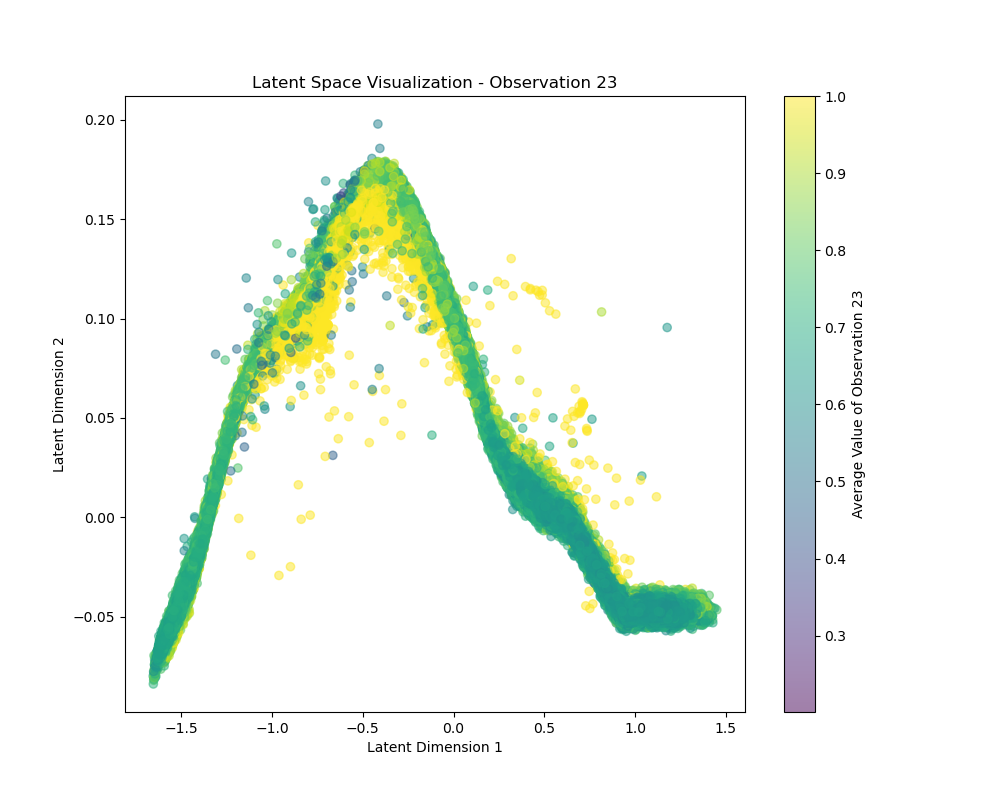 Latent Space Visualization - Observation 23
0.20
0.15
0.10
0.05
0.00
−0.05
Latent Dimension 2
−1.5 −1.0 −0.5 0.0 0.5 1.0 1.5
Latent Dimension 1
1.0
0.9
0.8
0.7
0.6
0.5
0.4
0.3
Average Value of Observation 23